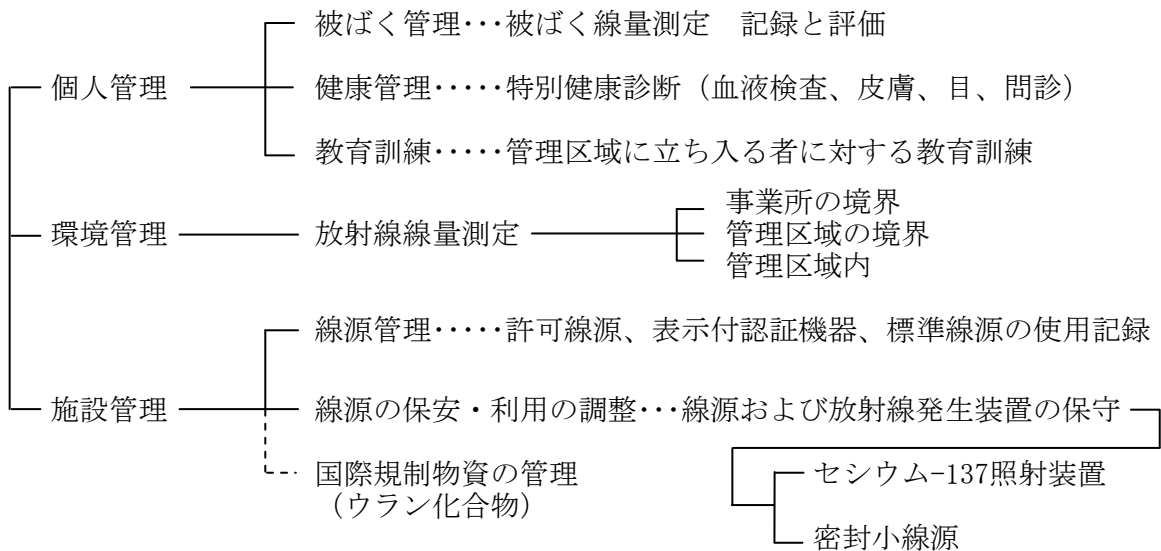 被ばく管理･･･被ばく線量測定　記録と評価
個人管理
健康管理･････特別健康診断（血液検査、皮膚、目、問診）
教育訓練･････管理区域に立ち入る者に対する教育訓練
事業所の境界
環境管理
放射線線量測定
管理区域の境界
管理区域内
線源管理･････許可線源、表示付認証機器、標準線源の使用記録
施設管理
線源の保安・利用の調整･･･線源および放射線発生装置の保守
国際規制物資の管理
（ウラン化合物）
セシウム-137照射装置
密封小線源